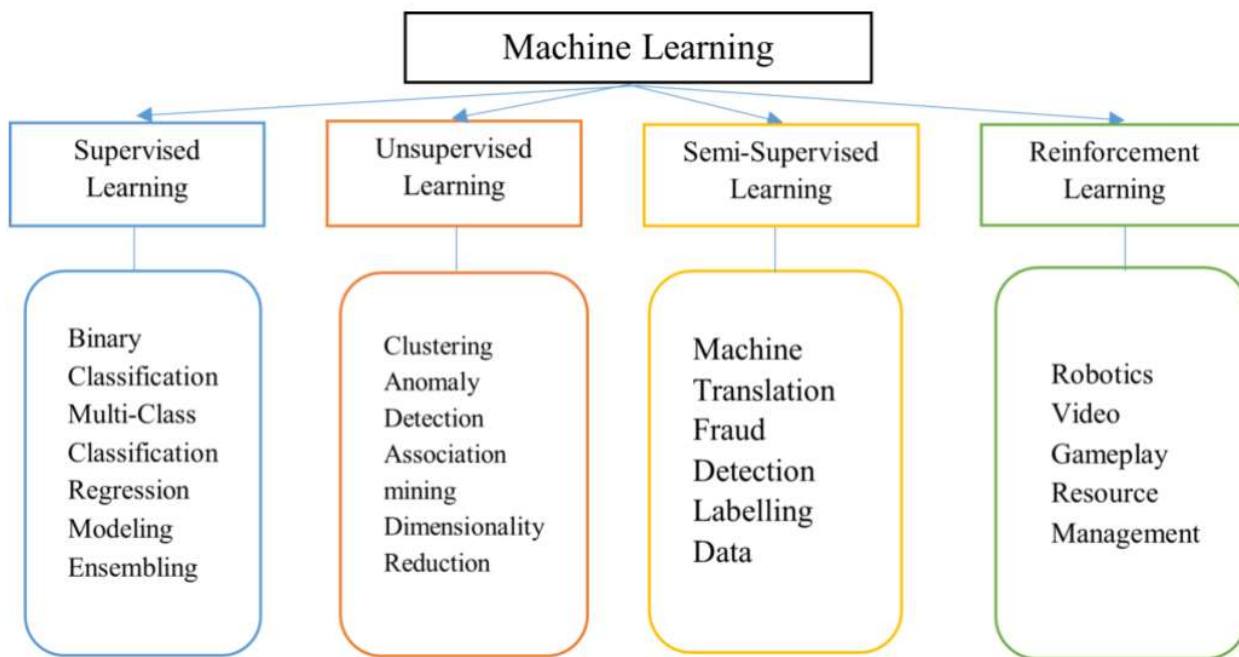 Machine Learning
Supervised
Learning
Unsupervised
Learning
Semi-Supervised
Learning
Reinforcement
Learning
Binary
Classification
Multi-Class
Classification
Regression
Modeling
Ensembling
Clustering
Anomaly
Detection
Association
mining
Dimensionality
Reduction
Machine
Translation
Fraud
Detection
Labelling
Data
Robotics
Video
Gameplay
Resource
Management